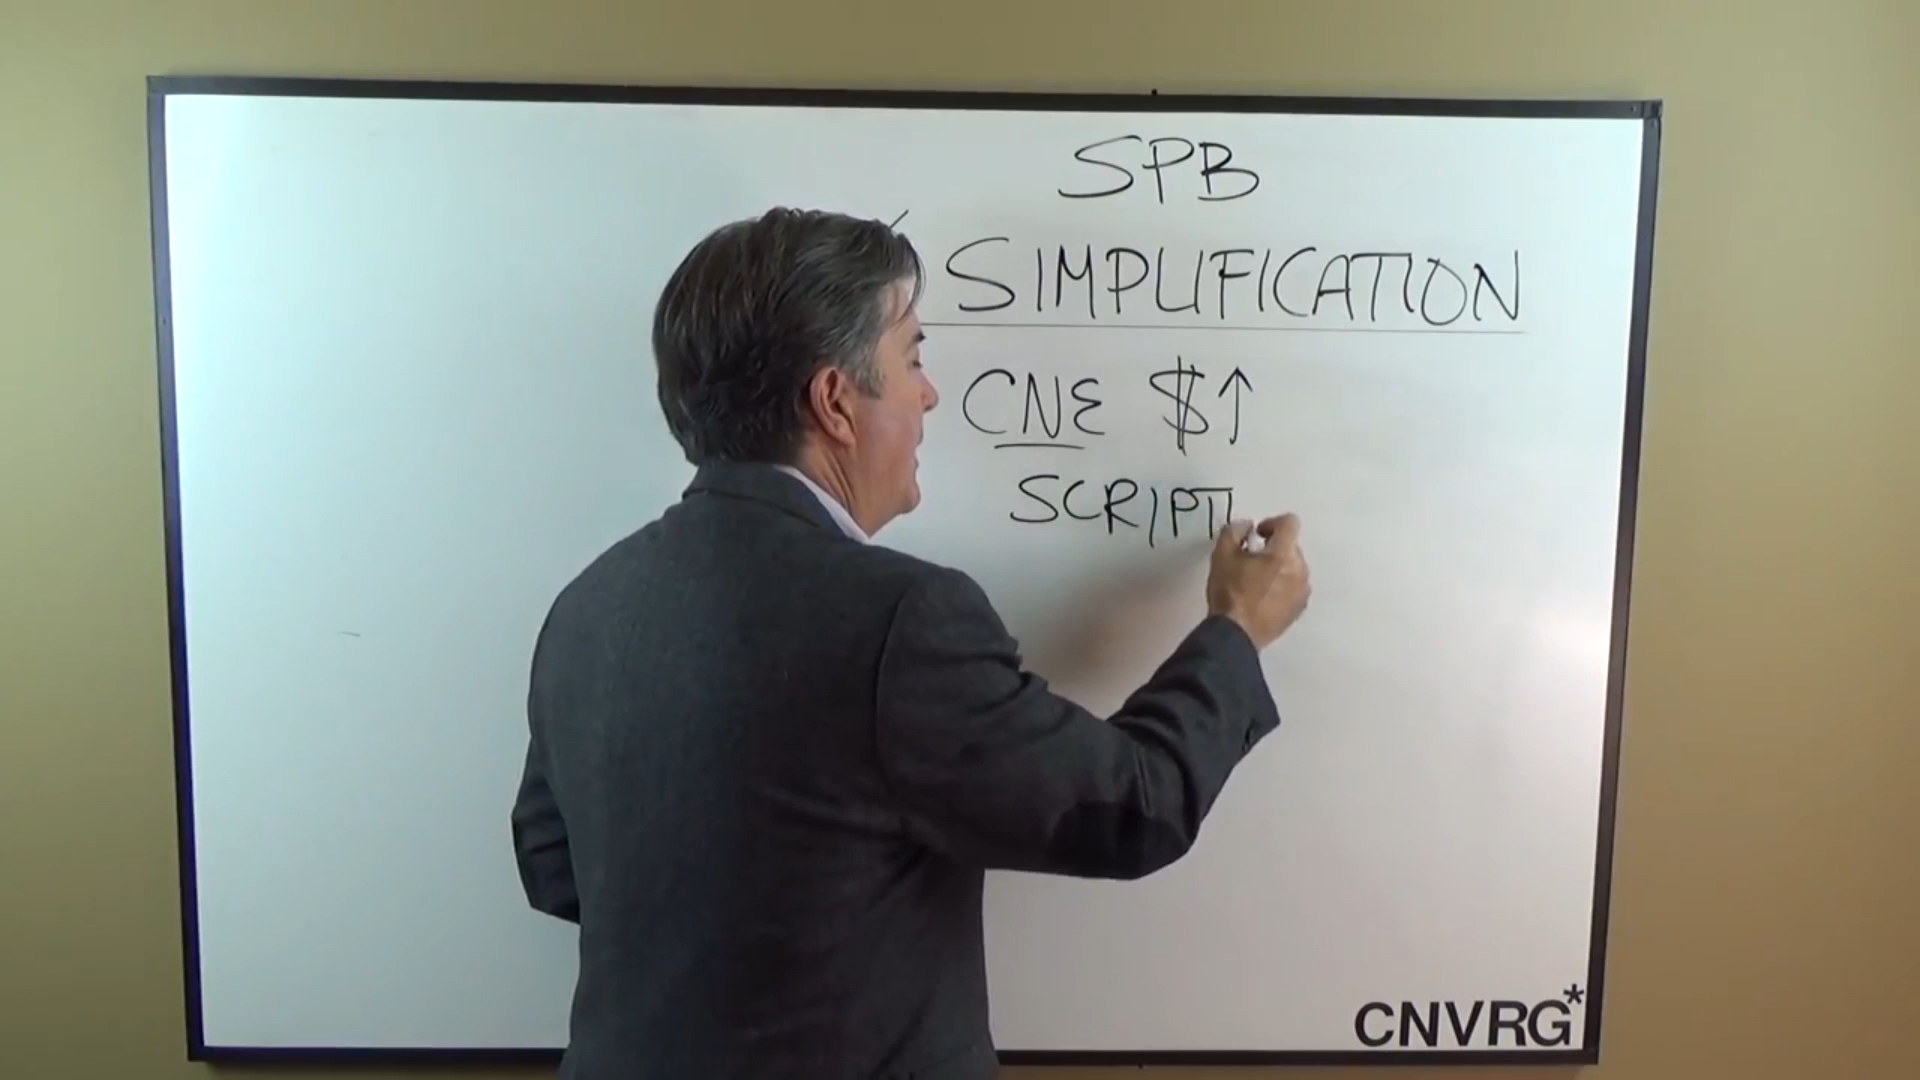 SPB
SIMPLIFICATION
CNE $↑
SCRIPT
CNVRG*